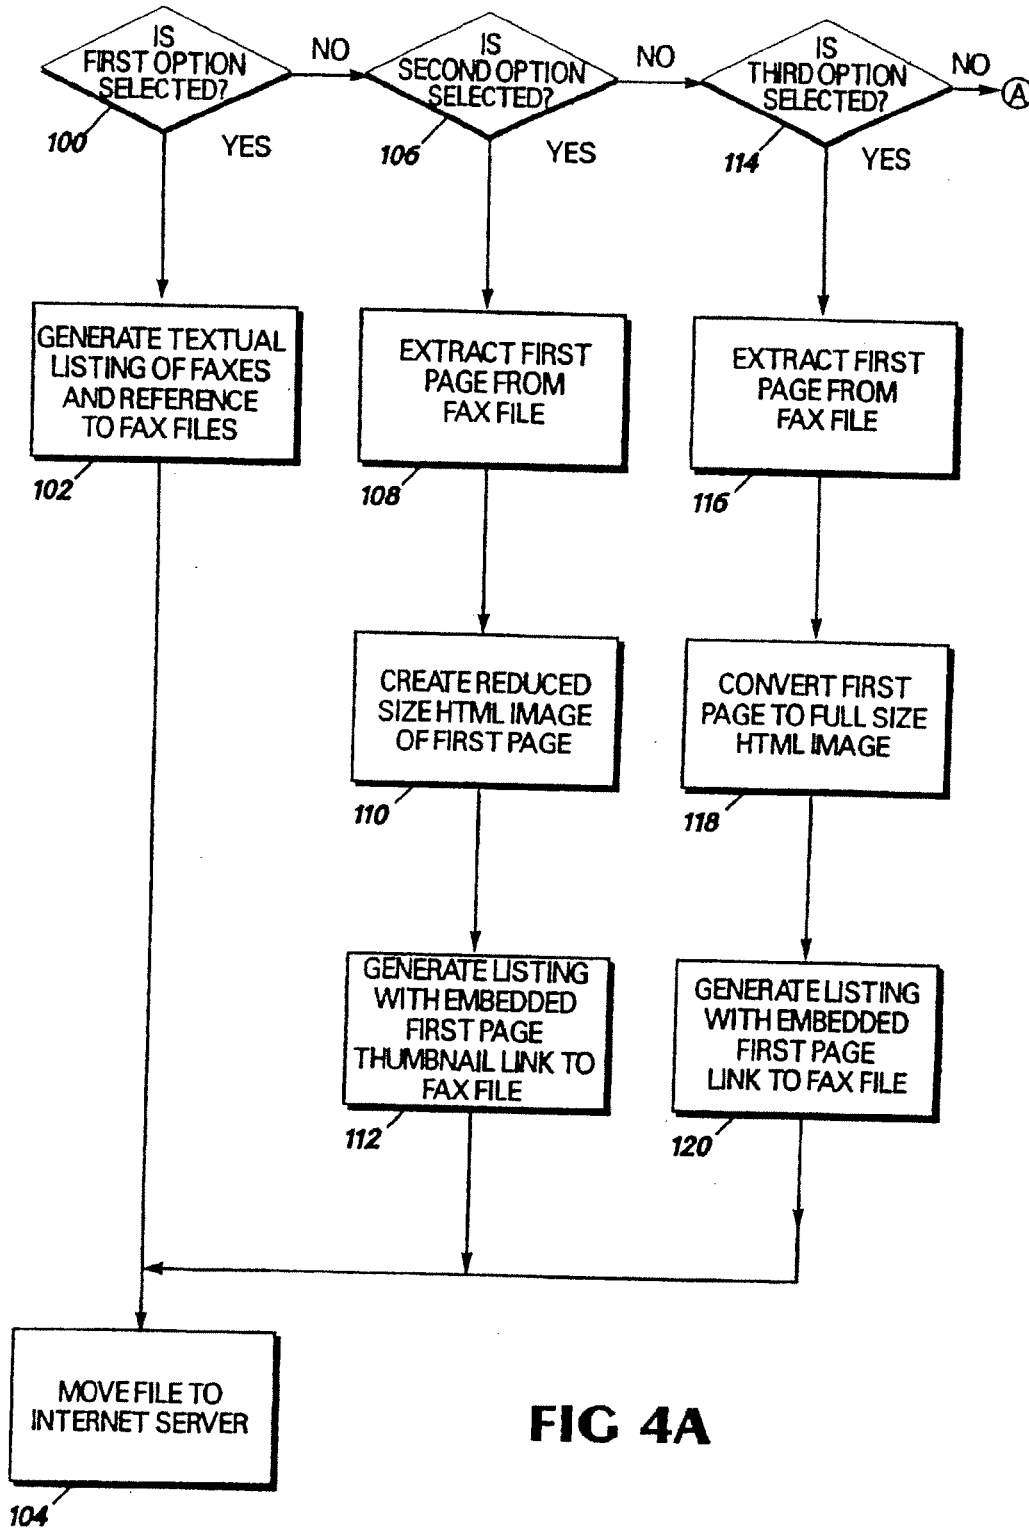 IS
FIRST OPTION
SELECTED?
NO
100
YES
IS
SECOND OPTION
SELECTED?
NO
106
YES
IS
THIRD OPTION
SELECTED?
NO
A
114
YES
GENERATE TEXTUAL
LISTING OF FAXES
AND REFERENCE
TO FAX FILES
102
EXTRACT FIRST
PAGE FROM
FAX FILE
108
EXTRACT FIRST
PAGE FROM
FAX FILE
116
CREATE REDUCED
SIZE HTML IMAGE
OF FIRST PAGE
110
CONVERT FIRST
PAGE TO FULL SIZE
HTML IMAGE
118
GENERATE LISTING
WITH EMBEDDED
FIRST PAGE
THUMBNAIL LINK TO
FAX FILE
112
GENERATE LISTING
WITH EMBEDDED
FIRST PAGE
LINK TO FAX FILE
120
MOVE FILE TO
INTERNET SERVER
104
FIG 4A